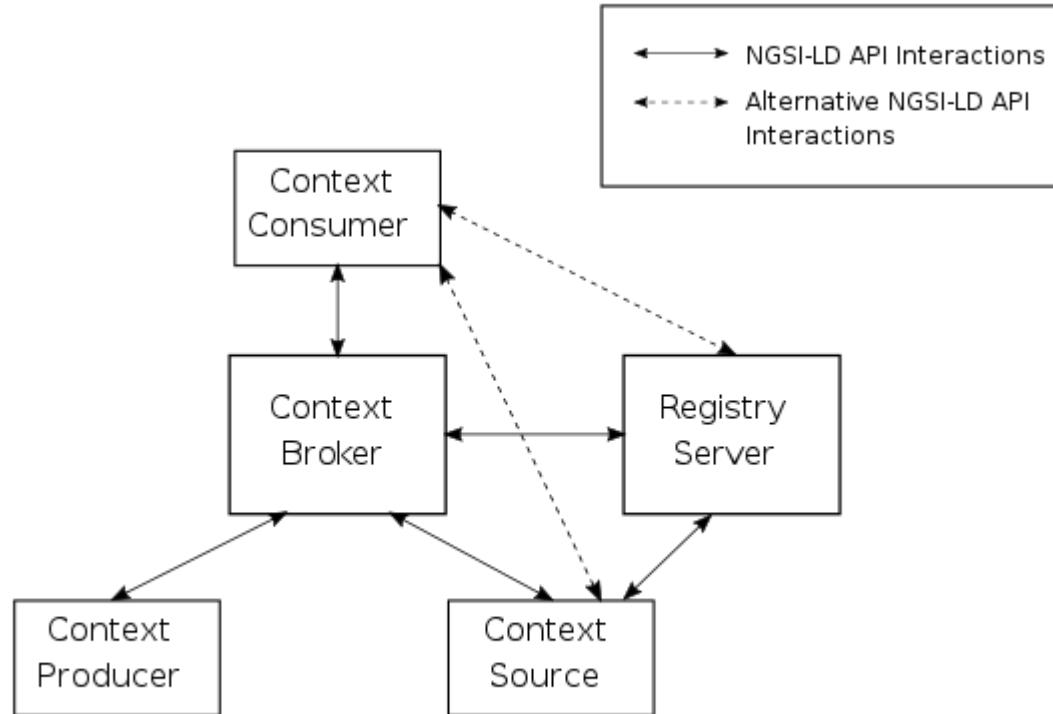 NGSI-LD API Interactions
Alternative NGSI-LD API
Interactions
Context
Consumer
Context
Broker
Registry
Server
Context
Producer
Context
Source